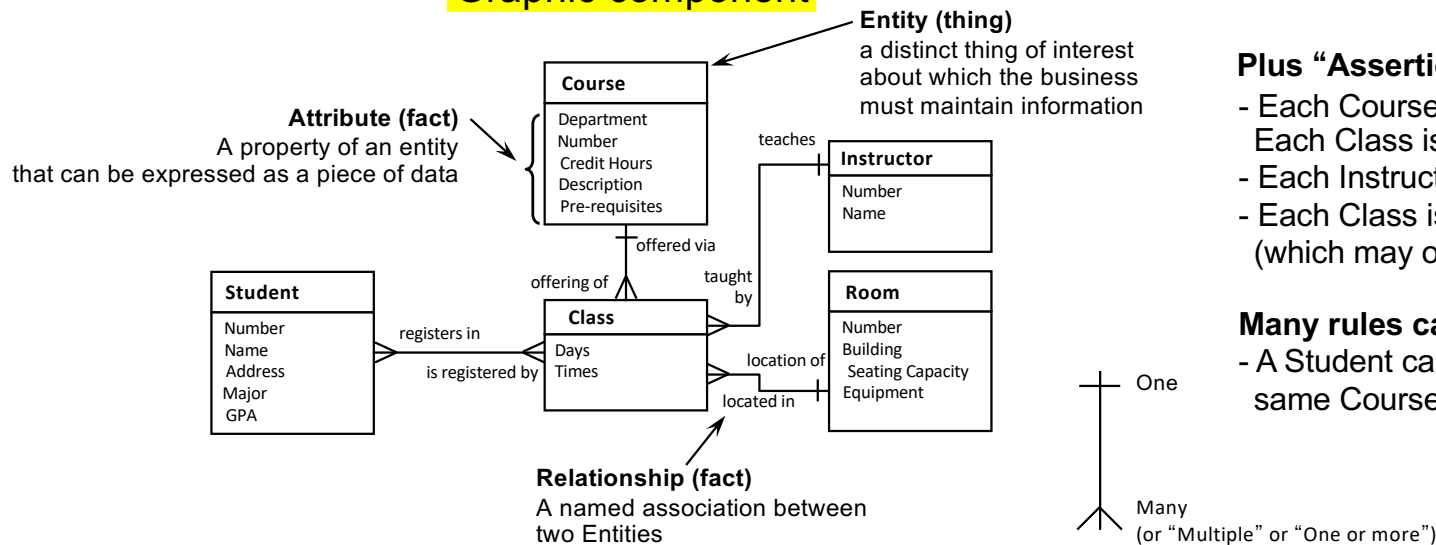 Graphic component
Entity (thing)
a distinct thing of interest
about which the business
must maintain information
Attribute (fact)
A property of an entity
that can be expressed as a piece of data
Course
Department
Number
Credit Hours
Description
Pre-requisites
teaches
Instructor
Number
Name
offered via
offering of
taught
by
Student
Number
Name
Address
Major
GPA
registers in
is registered by
Class
Days
Times
location of
located in
Room
Number
Building
Seating Capacity
Equipment
Relationship (fact)
A named association between
two Entities
One
Many
(or “Multiple” or “One or more”)
Plus “Asserti
- Each Course
Each Class is
- Each Instruct
- Each Class is
(which may o
Many rules ca
- A Student ca
same Course